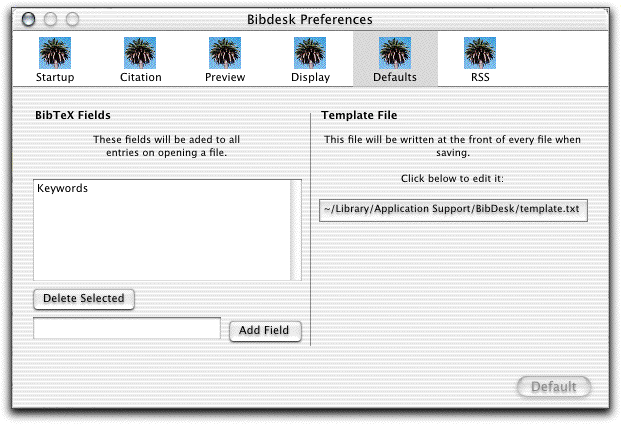 Bibdesk Preferences
Startup Citation Preview Display Defaults RSS
BibTeX Fields
These fields will be aded to all
entries on opening a file.
Keywords
Delete Selected
Add Field
Template File
This file will be written at the front of every file when
saving.
Click below to edit it:
~/Library/Application Support/BibDesk/template.txt
Default